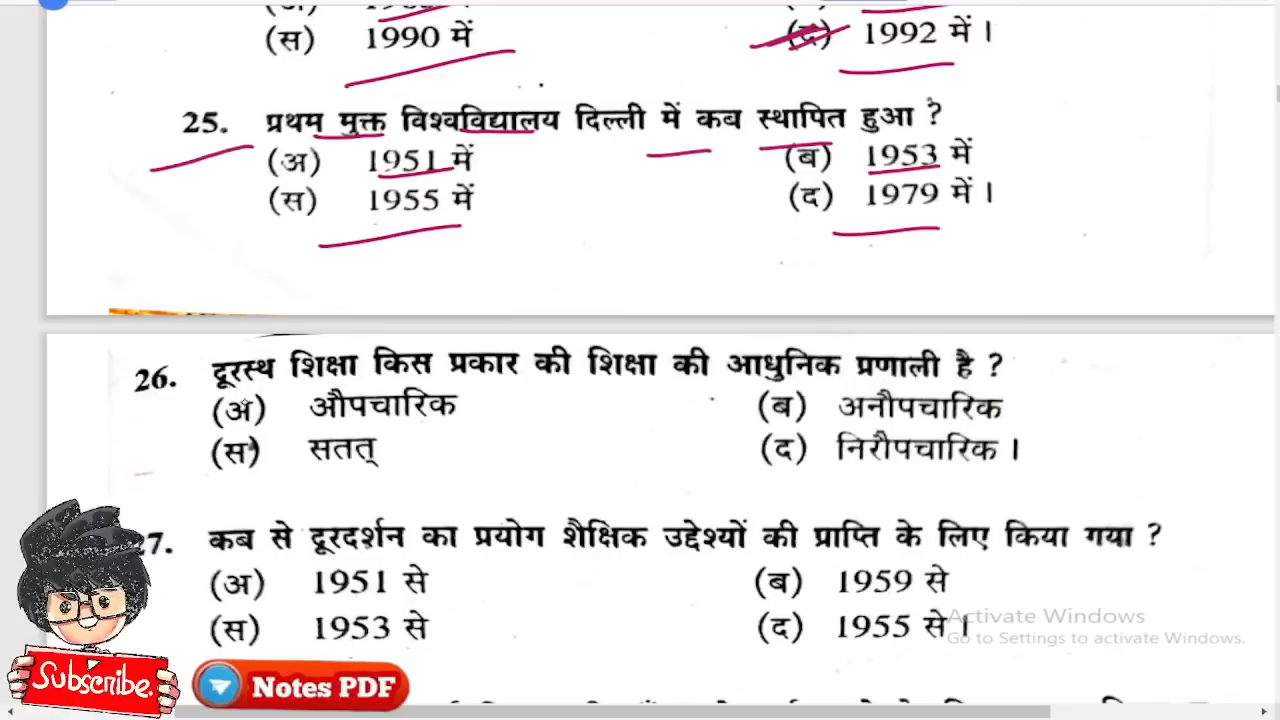 (स) 1990 में (द) 1992 में ।
25. प्रथम मुक्त विश्वविद्यालय दिल्ली में कब स्थापित हुआ ?
(अ) 1951 में (ब) 1953 में
(स) 1955 में (द) 1979 में ।
26. दूरस्थ शिक्षा किस प्रकार की शिक्षा की आधुनिक प्रणाली है ?
(अ) औपचारिक (ब) अनौपचारिक
(स) सतत् (द) निरौपचारिक ।
27. कब से दूरदर्शन का प्रयोग शैक्षिक उद्देश्यों की प्राप्ति के लिए किया गया ?
(अ) 1951 से (ब) 1959 से
(स) 1953 से (द) 1955 से ।
Activate Windows
Go to Settings to activate Windows.
Subscribe.
Notes PDF